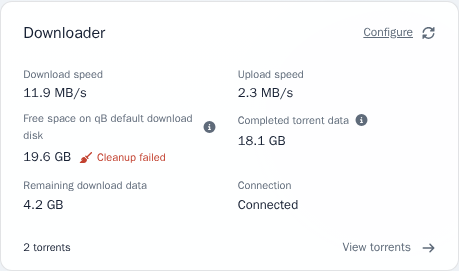 Downloader
Configure
Download speed
11.9 MB/s
Upload speed
2.3 MB/s
Free space on qB default download
disk
19.6 GB
Cleanup failed
Completed torrent data
18.1 GB
Remaining download data
4.2 GB
Connection
Connected
2 torrents
View torrents